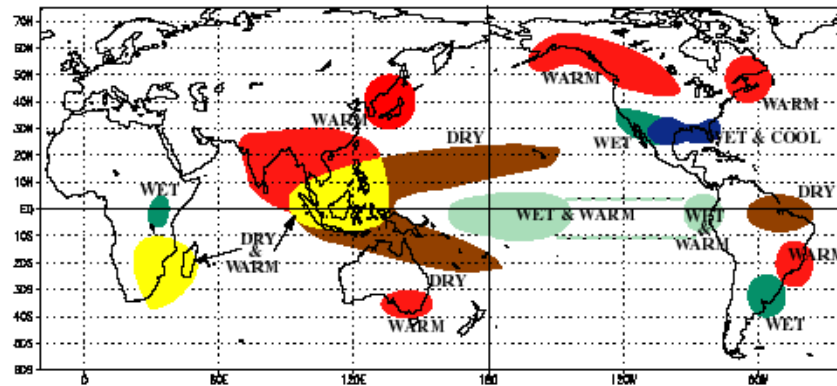 75N
70N
60N
50N
40N
30N
20N
10N
EQ
10S
20S
30S
40S
50S
60S
0
60E
120E
180
120W
60W
WARM
WARM
WARM
DRY
WET
WET & COOL
WET
DRY
&
WARM
WET & WARM
WET
&
WARM
DRY
DRY
WARM
WARM
WET